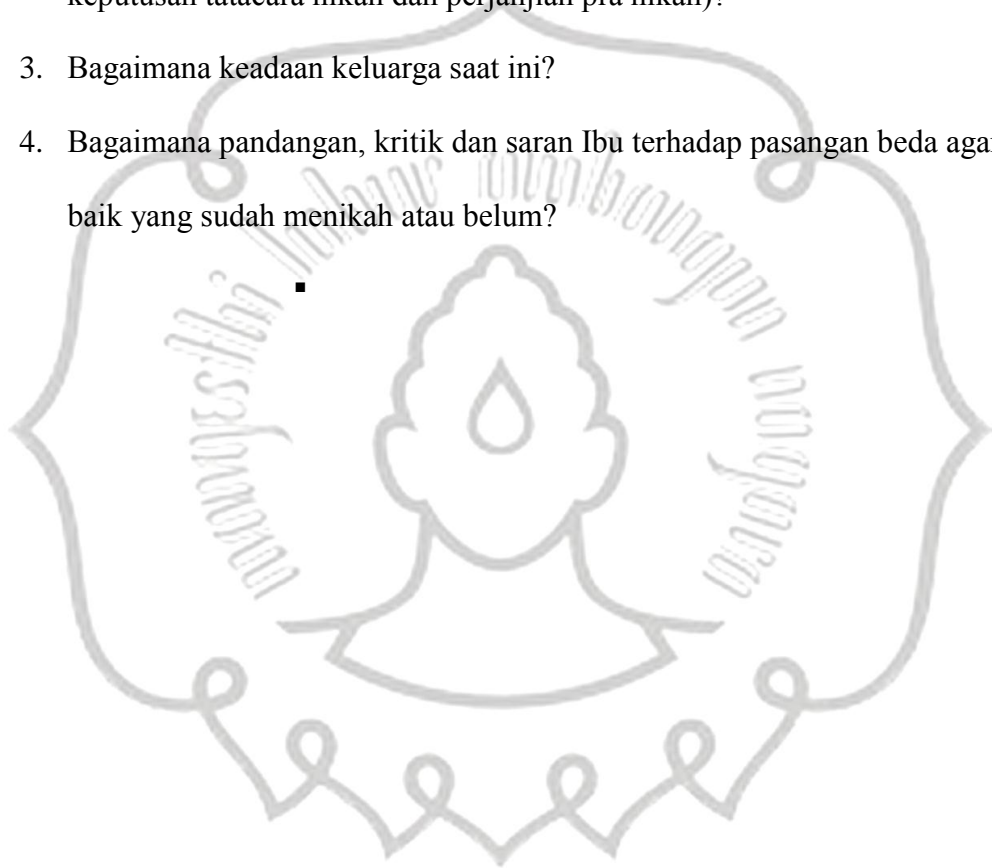 keputusan tatacara nikah dan perjanjian pra nikah)?
3. Bagaimana keadaan keluarga saat ini?
4. Bagaimana pandangan, kritik dan saran Ibu terhadap pasangan beda aga
baik yang sudah menikah atau belum?